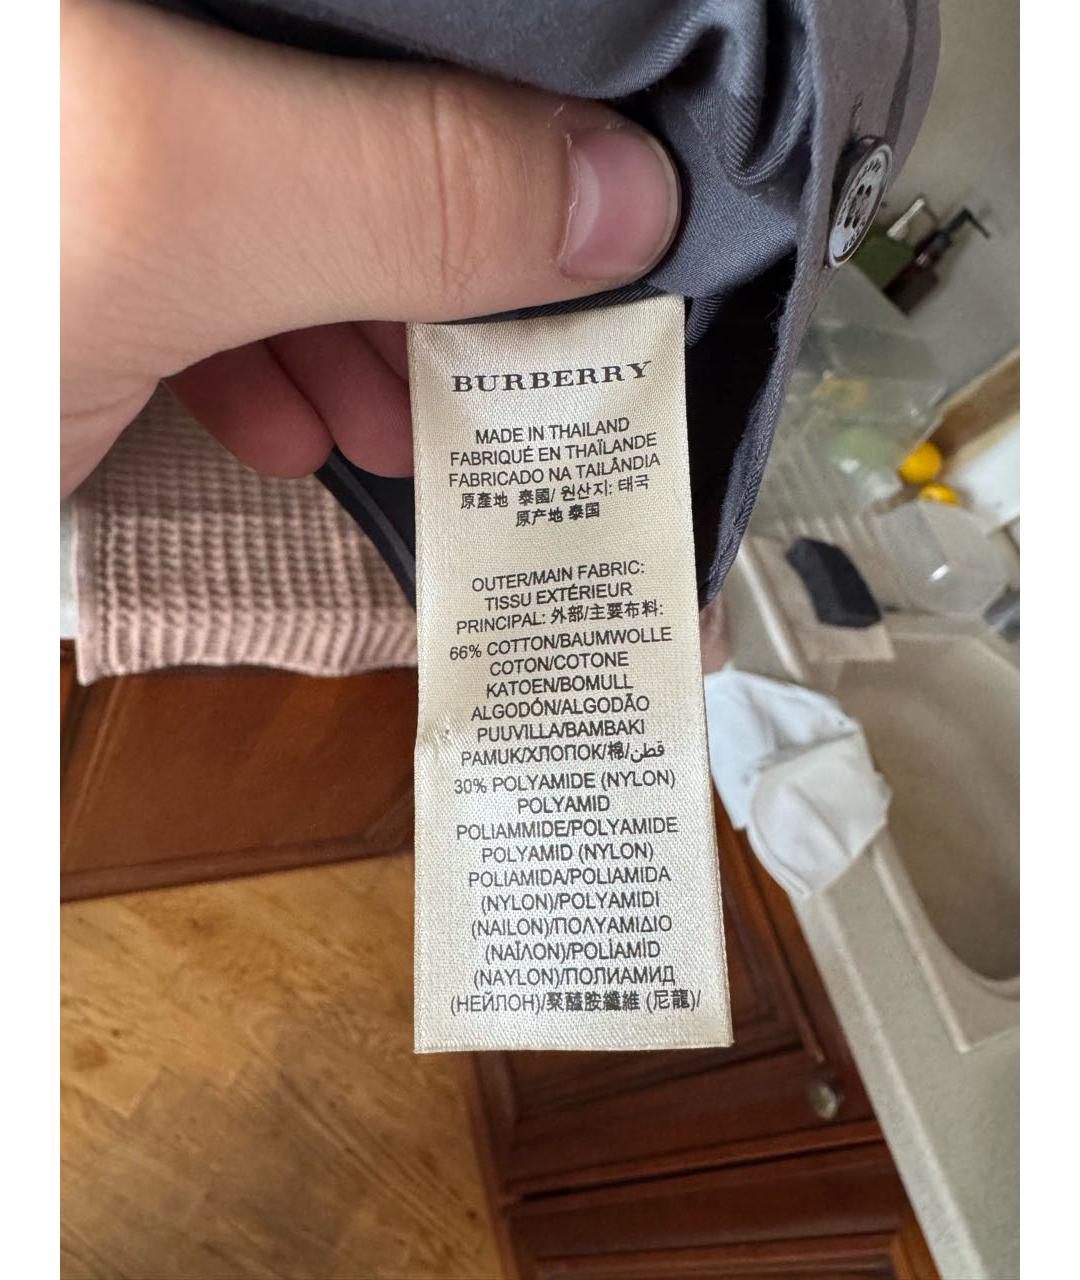 BURBERRY
MADE IN THAILAND
FABRIQUÉ EN THAÏLANDE
FABRICADO NA TAILÂNDIA
原產地 泰國/ 원산지: 태국
原产地 泰国
OUTER/MAIN FABRIC:
TISSU EXTÉRIEUR
PRINCIPAL: 外部/主要布料:
66% COTTON/BAUMWOLLE
COTON/COTONE
KATOEN/BOMULL
ALGODÓN/ALGODÃO
PUUVILLA/BAMBAKI
PAMUK/ХЛОПОК/棉/قطن
30% POLYAMIDE (NYLON)
POLYAMID
POLIAMMIDE/POLYAMIDE
POLYAMID (NYLON)
POLIAMIDA/POLIAMIDA
(NYLON)/POLYAMIDI
(NAILON)/ΠΟΛΥΑΜΙΔΙΟ
(ΝΑΪΛΟΝ)/POLİAMİD
(NAYLON)/ПОЛИАМИД
(НЕЙЛОН)/聚醯胺纖維 (尼龍)/